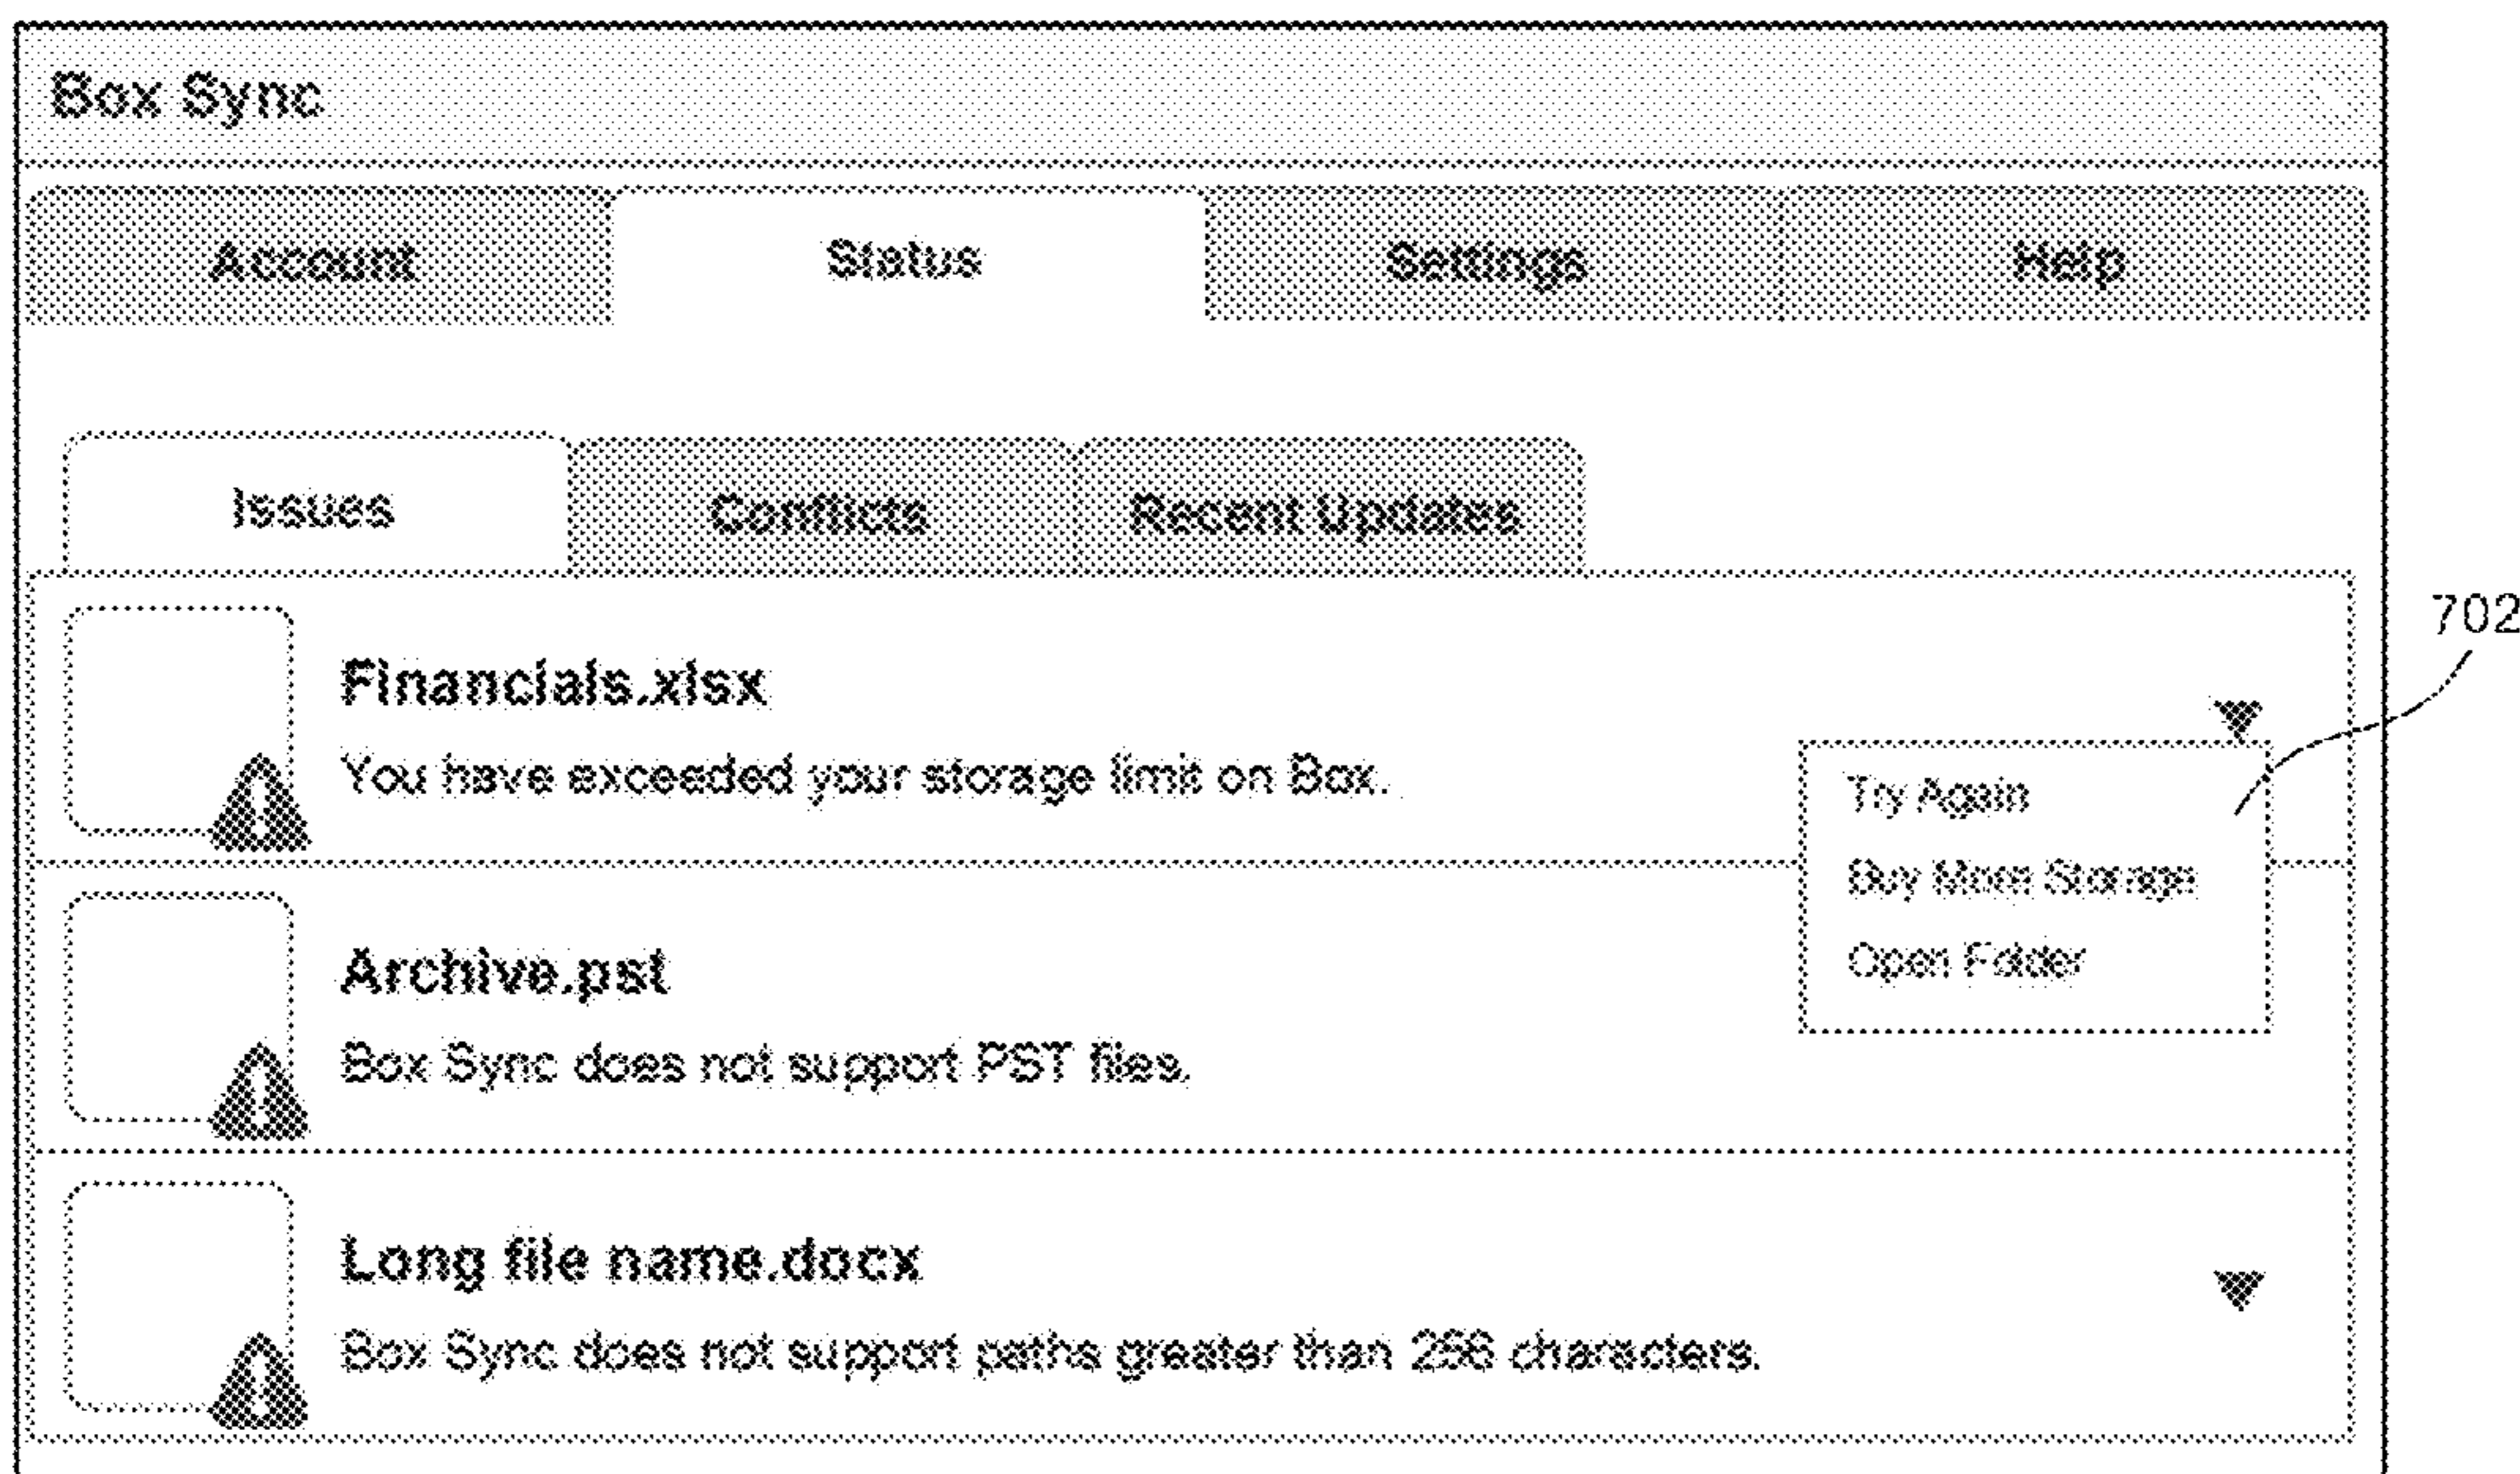 Box Sync
Account Status Settings Help
Issues Conflicts Recent Updates
702
Financials.xlsx
You have exceeded your storage limit on Box.
Try Again
Buy More Storage
Open Folder
Archive.pst
Box Sync does not support PST files.
Long file name.docx
Box Sync does not support paths greater than 256 characters.